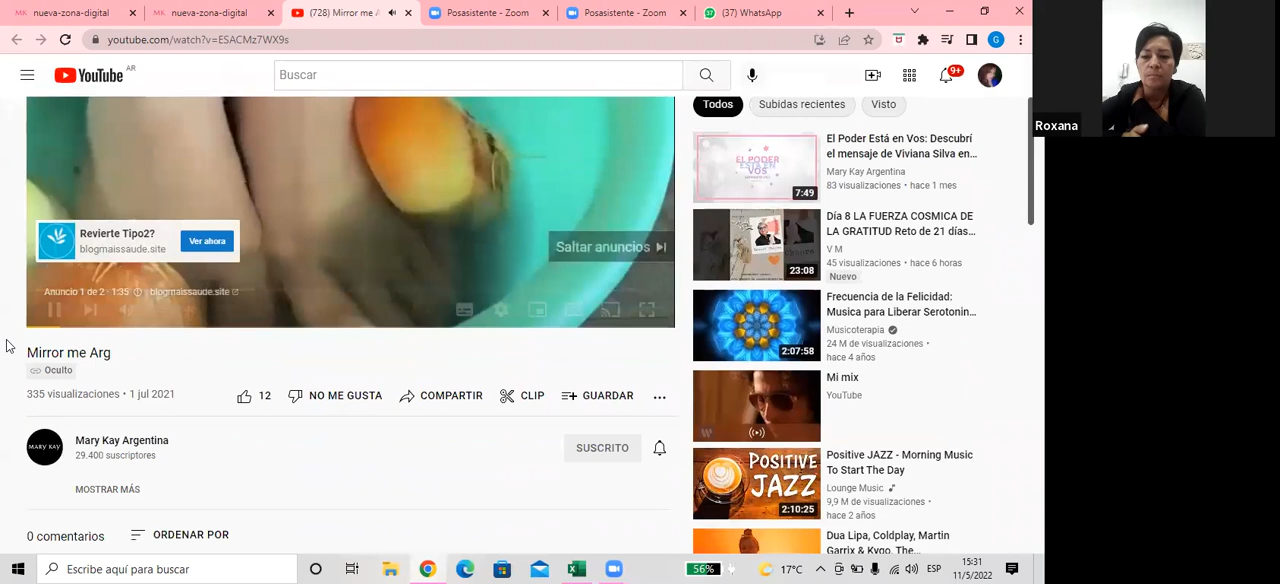 nueva-zona-digital
nueva-zona-digital
(728) Mirror me A
Posasistente - Zoom
Posasistente - Zoom
(37) WhatsApp
youtube.com/watch?v=ESACMz7WX9s
G
YouTube AR
Buscar
9+
Todos
Subidas recientes
Visto
Roxana
EL PODER
ESTÁ EN
VOS
7:49
El Poder Está en Vos: Descubrí
el mensaje de Viviana Silva en...
Mary Kay Argentina
83 visualizaciones • hace 1 mes
Revierte Tipo2?
blogmaissaude.site
Ver ahora
Saltar anuncios
Anuncio 1 de 2 · 1:35
blogmaissaude.site
23:08
Día 8 LA FUERZA COSMICA DE
LA GRATITUD Reto de 21 días...
V M
45 visualizaciones • hace 6 horas
Nuevo
2:07:58
Frecuencia de la Felicidad:
Musica para Liberar Serotonin...
Musicoterapia
24 M de visualizaciones •
hace 4 años
Mirror me Arg
Oculto
335 visualizaciones • 1 jul 2021
12
NO ME GUSTA
COMPARTIR
CLIP
GUARDAR
Mi mix
YouTube
MARY KAY
Mary Kay Argentina
29.400 suscriptores
SUSCRITO
MOSTRAR MÁS
POSITIVE
JAZZ
2:10:25
Positive JAZZ - Morning Music
To Start The Day
Lounge Music
9,9 M de visualizaciones •
hace 2 años
0 comentarios
ORDENAR POR
Dua Lipa, Coldplay, Martin
Garrix & Kygo, The...
Escribe aquí para buscar
56%
17°C
ESP
15:31
11/5/2022